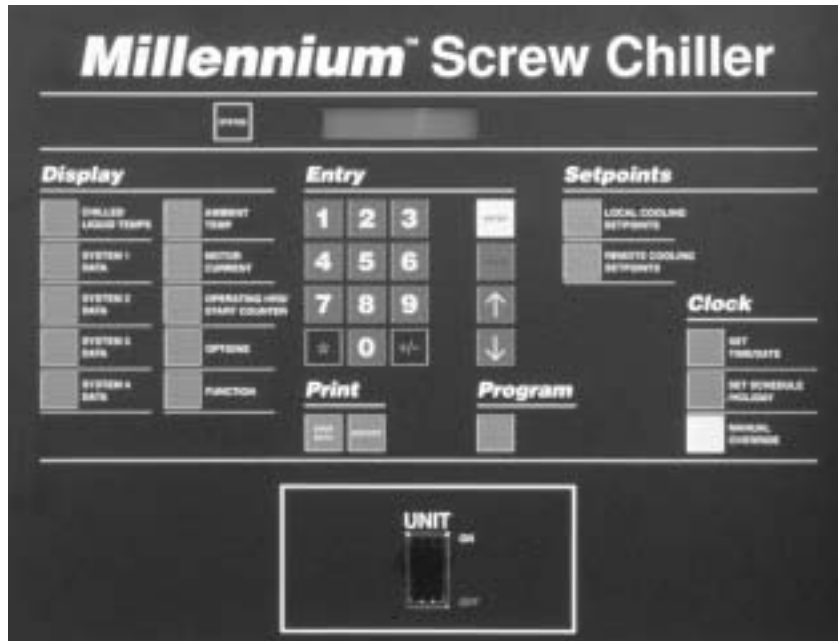 Millennium™ Screw Chiller
STATUS
Display
CHILLED
LIQUID TEMPS
SYSTEM 1
DATA
SYSTEM 2
DATA
SYSTEM 3
DATA
SYSTEM 4
DATA
AMBIENT
TEMP
MOTOR
CURRENT
OPERATING HRS/
START COUNTER
OPTIONS
FUNCTION
Entry
1 2 3
4 5 6
7 8 9
* 0 +/-
↑
↓
Print
Program
Setpoints
LOCAL COOLING
SETPOINTS
REMOTE COOLING
SETPOINTS
Clock
SET
TIME/DATE
SET SCHEDULE
/HOLIDAY
MANUAL
OVERRIDE
UNIT
ON
OFF